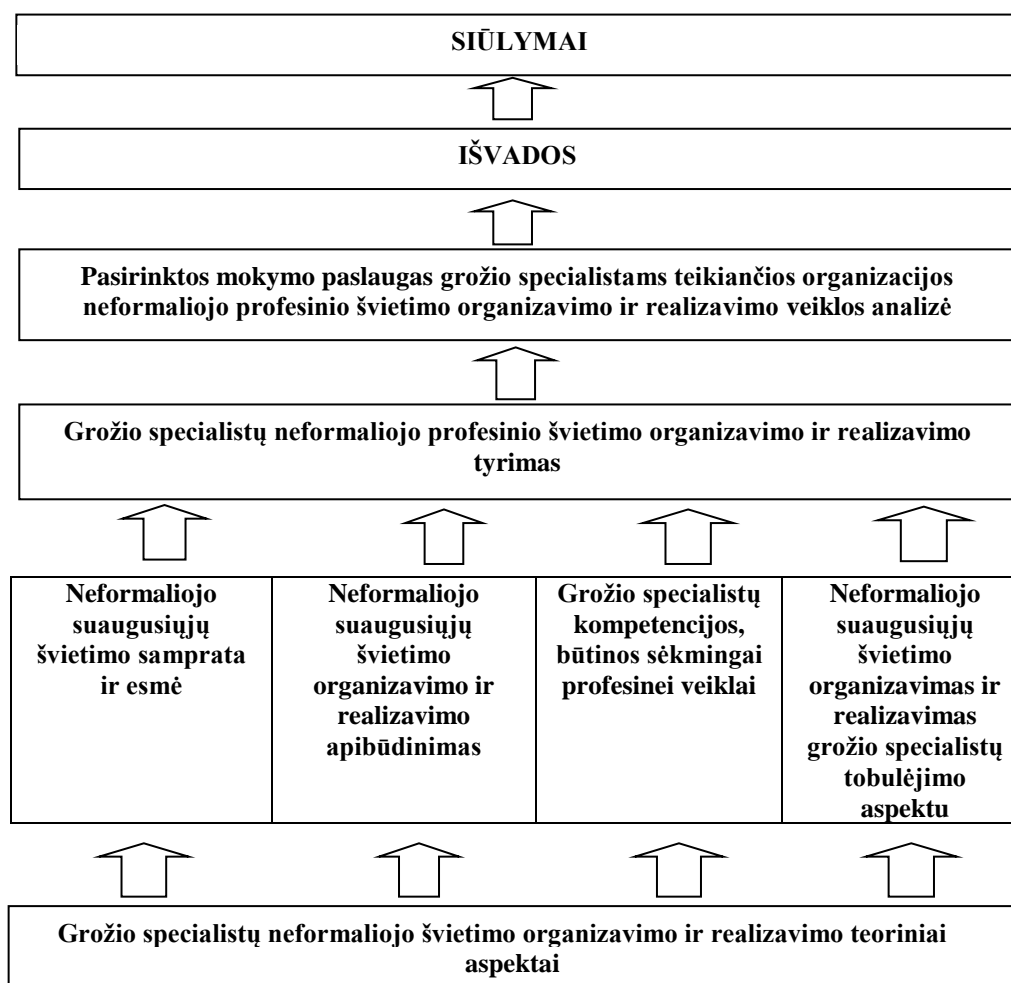 SIŪLYMAI
IŠVADOS
Pasirinktos mokymo paslaugas grožio specialistams teikiančios organizacijos
neformaliojo profesinio švietimo organizavimo ir realizavimo veiklos analizė
Grožio specialistų neformaliojo profesinio švietimo organizavimo ir realizavimo
tyrimas
Neformaliojo
suaugusiųjų
švietimo samprata
ir esmė
Neformaliojo
suaugusiųjų
švietimo
organizavimo ir
realizavimo
apibūdinimas
Grožio specialistų
kompetencijos,
būtinos sėkmingai
profesinei veiklai
Neformaliojo
suaugusiųjų
švietimo
organizavimas ir
realizavimas
grožio specialistų
tobulėjimo
aspektu
Grožio specialistų neformaliojo švietimo organizavimo ir realizavimo teoriniai
aspektai